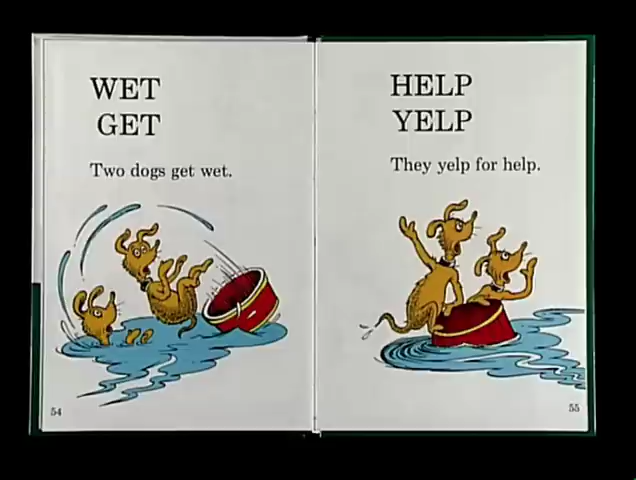 WET
GET
Two dogs get wet.
54
HELP
YELP
They yelp for help.
55